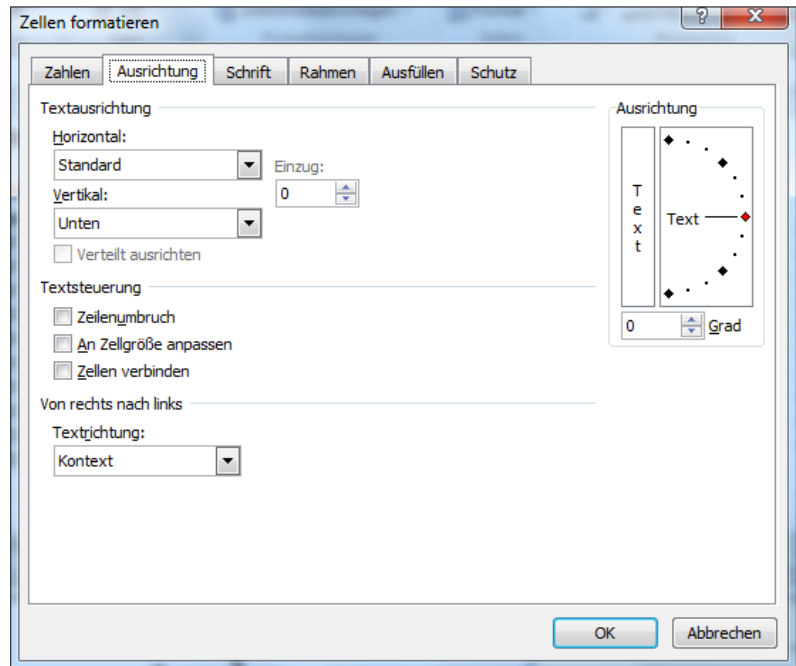 Zellen formatieren
?
Zahlen Ausrichtung Schrift Rahmen Ausfüllen Schutz
Textausrichtung
Horizontal:
Standard
Einzug:
0
Vertikal:
Unten
Verteilt ausrichten
Textsteuerung
Zeilenumbruch
An Zellgröße anpassen
Zellen verbinden
Von rechts nach links
Textrichtung:
Kontext
Ausrichtung
T
e
x
t
Text
0 Grad
OK Abbrechen